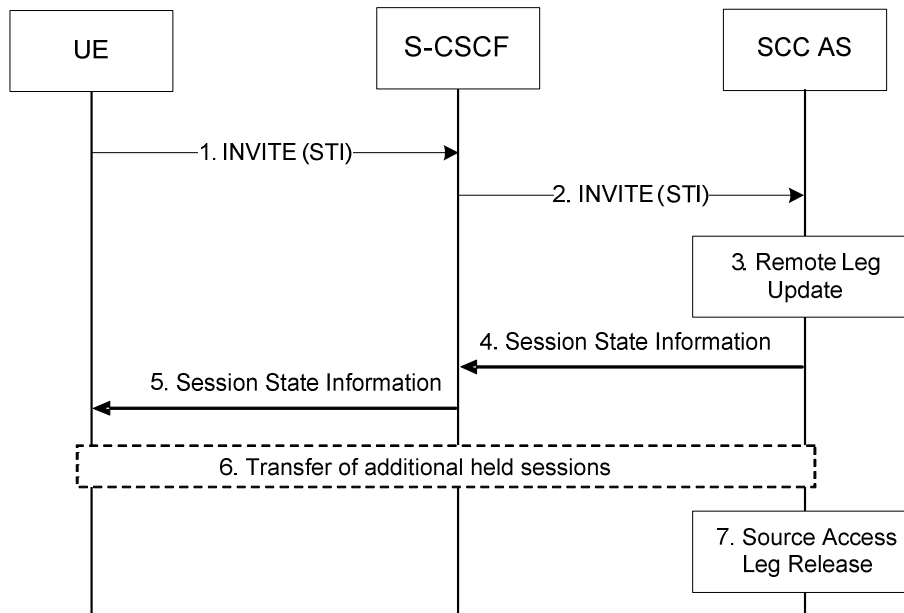 UE
S-CSCF
SCC AS
1. INVITE (STI)
2. INVITE (STI)
3. Remote Leg
Update
4. Session State Information
5. Session State Information
6. Transfer of additional held sessions
7. Source Access
Leg Release